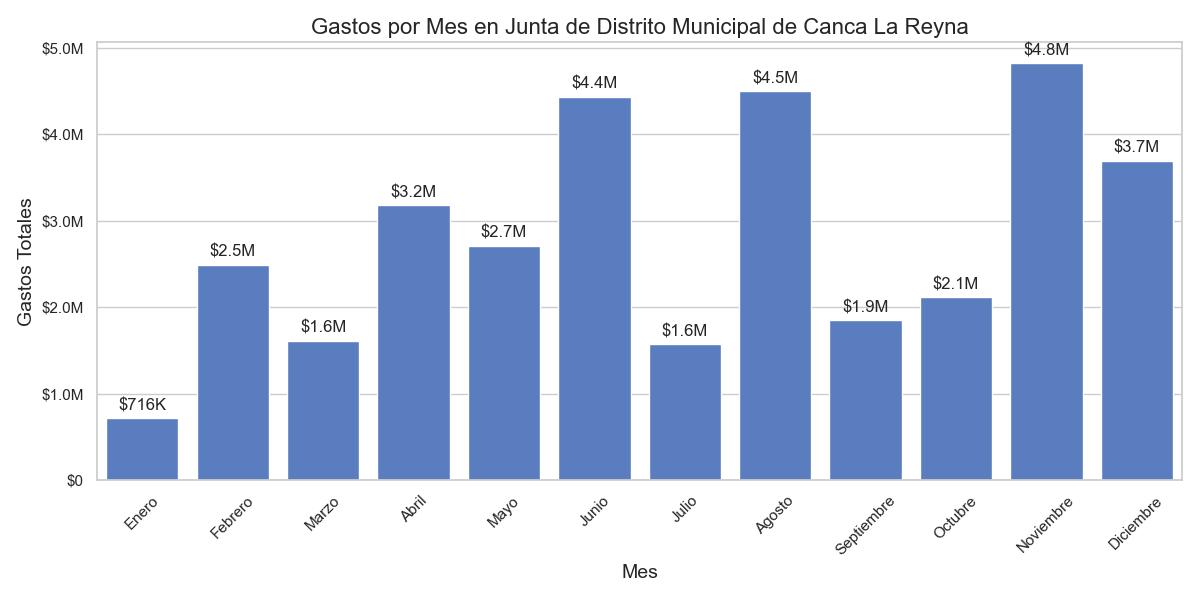 Gastos por Mes en Junta de Distrito Municipal de Canca La Reyna
Gastos Totales
$5.0M
$4.0M
$3.0M
$2.0M
$1.0M
$0
$716K
$2.5M
$1.6M
$3.2M
$2.7M
$4.4M
$1.6M
$4.5M
$1.9M
$2.1M
$4.8M
$3.7M
Enero
Febrero
Marzo
Abril
Mayo
Junio
Julio
Agosto
Septiembre
Octubre
Noviembre
Diciembre
Mes